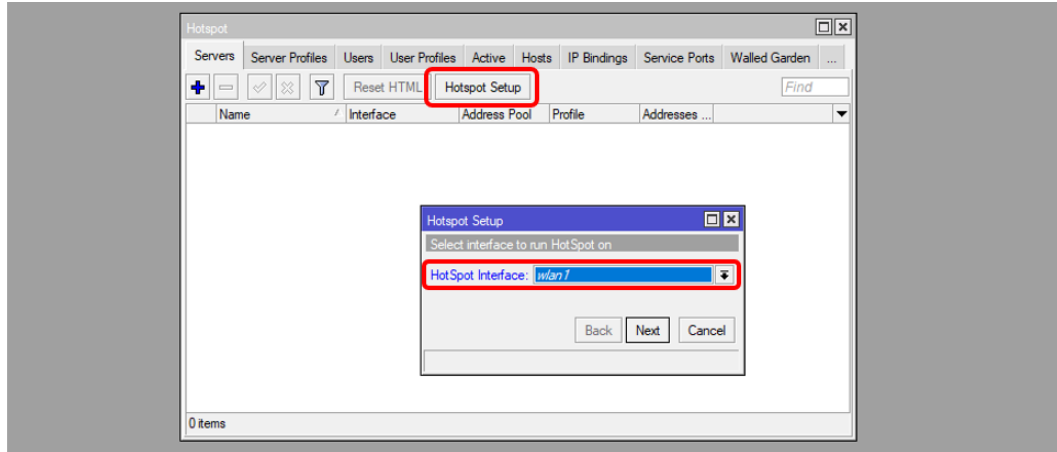 Hotspot
Servers Server Profiles Users User Profiles Active Hosts IP Bindings Service Ports Walled Garden ...
Reset HTML Hotspot Setup Find
Name Interface Address Pool Profile Addresses ...
Hotspot Setup
Select interface to run HotSpot on
HotSpot Interface: wlan1
Back Next Cancel
0 items